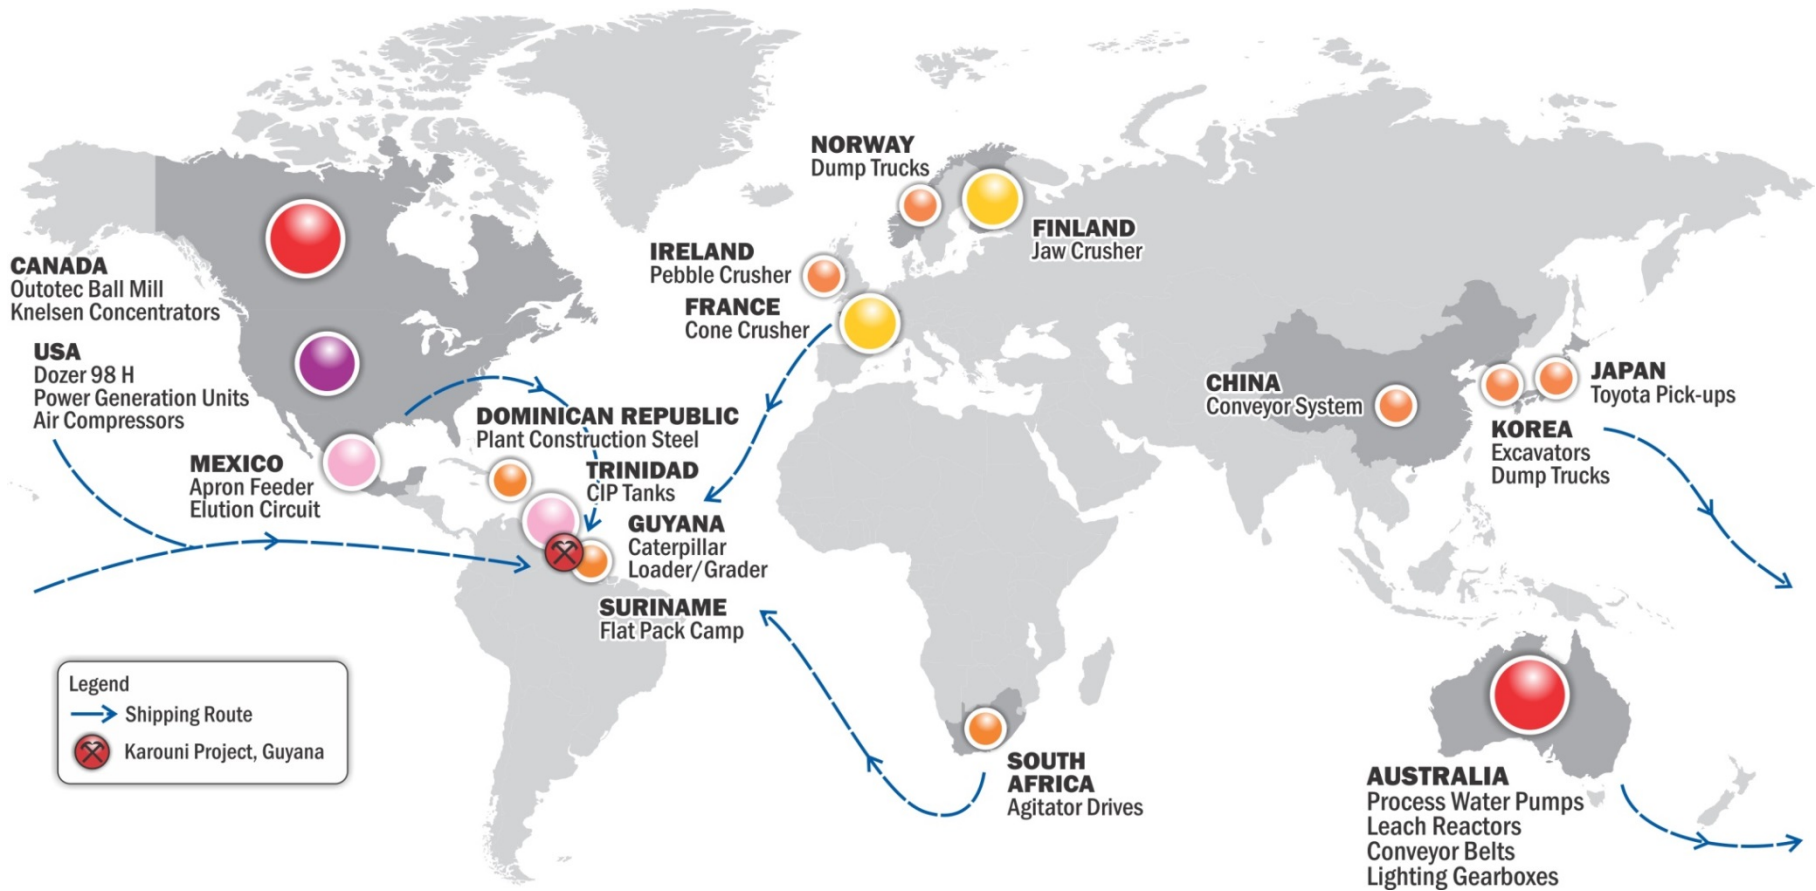 NORWAY
Dump Trucks
FINLAND
Jaw Crusher
IRELAND
Pebble Crusher
FRANCE
Cone Crusher
CANADA
Outotec Ball Mill
Knelsen Concentrators
USA
Dozer 98 H
Power Generation Units
Air Compressors
MEXICO
Apron Feeder
Elution Circuit
DOMINICAN REPUBLIC
Plant Construction Steel
TRINIDAD
CIP Tanks
GUYANA
Caterpillar
Loader/Grader
SURINAME
Flat Pack Camp
CHINA
Conveyor System
JAPAN
Toyota Pick-ups
KOREA
Excavators
Dump Trucks
SOUTH
AFRICA
Agitator Drives
AUSTRALIA
Process Water Pumps
Leach Reactors
Conveyor Belts
Lighting Gearboxes
Legend
Shipping Route
Karouni Project, Guyana